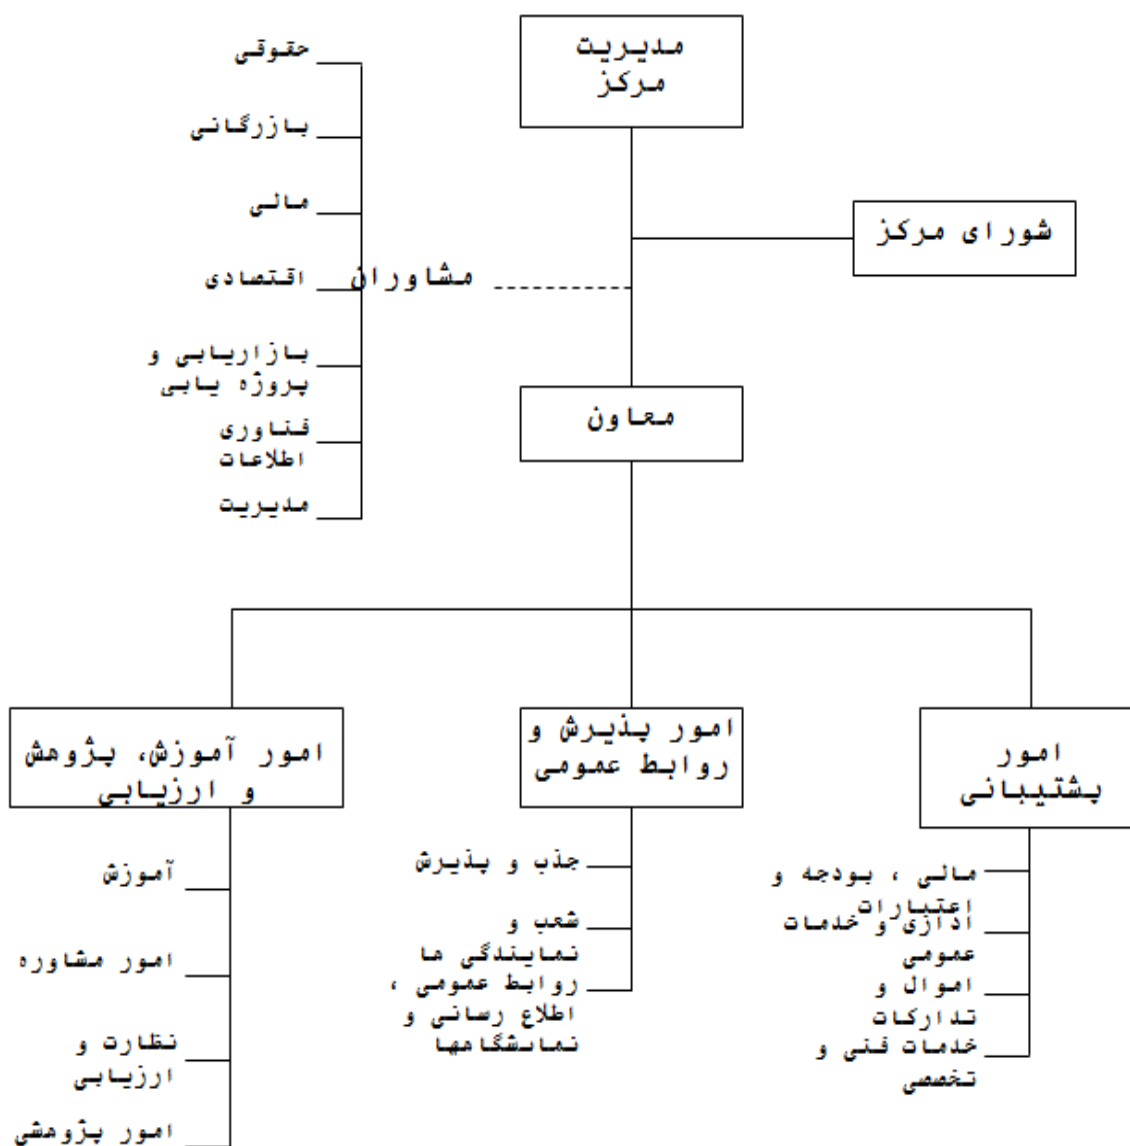 مدیریت
مرکز
شورای مرکز
مشاوران
حقوقی
بازرگانی
مالی
اقتصادی
بازاریابی و
پروژه یابی
فناوری
اطلاعات
مدیریت
معاون
امور
پشتیبانی
مالی ، بودجه و
اعتبارات
اداری و خدمات
عمومی
اموال و
تدارکات
خدمات فنی و
تخصصی
امور پذیرش و
روابط عمومی
جذب و پذیرش
شعب و
نمایندگی ها
روابط عمومی ،
اطلاع رسانی و
نمایشگاهها
امور آموزش، پژوهش
و ارزیابی
آموزش
امور مشاوره
نظارت و
ارزیابی
امور پژوهشی